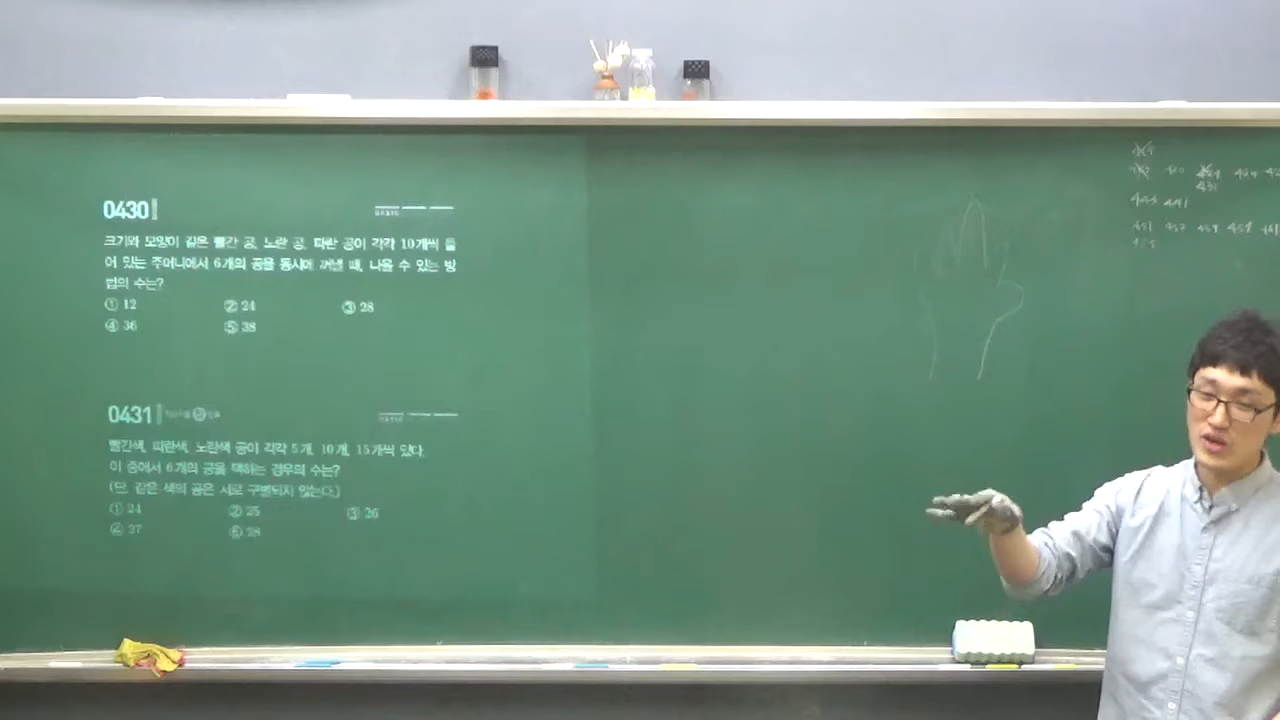 0430
크기와 모양이 같은 빨간 공, 노란 공, 파란 공이 각각 10개씩 들
어 있는 주머니에서 6개의 공을 동시에 꺼낼 때, 나올 수 있는 방
법의 수는?
① 12 ② 24 ③ 28
④ 36 ⑤ 38
0431
빨간색, 파란색, 노란색 공이 각각 5개, 10개, 15개씩 있다.
이 중에서 6개의 공을 택하는 경우의 수는?
(단, 같은 색의 공은 서로 구별되지 않는다.)
① 24 ② 25 ③ 26
④ 27 ⑤ 28
431
441
451 457 459